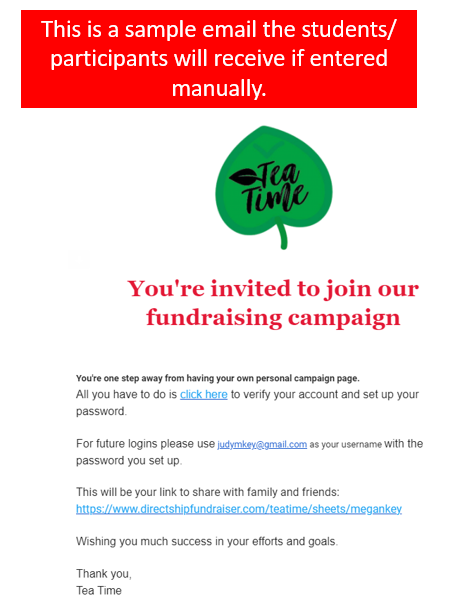 This is a sample email the students/
participants will receive if entered
manually.
Tea
Time
You're invited to join our
fundraising campaign
You're one step away from having your own personal campaign page.
All you have to do is click here to verify your account and set up your
password.
For future logins please use judymkey@gmail.com as your username with the
password you set up.
This will be your link to share with family and friends:
https://www.directshipfundraiser.com/teatime/sheets/megankey
Wishing you much success in your efforts and goals.
Thank you,
Tea Time